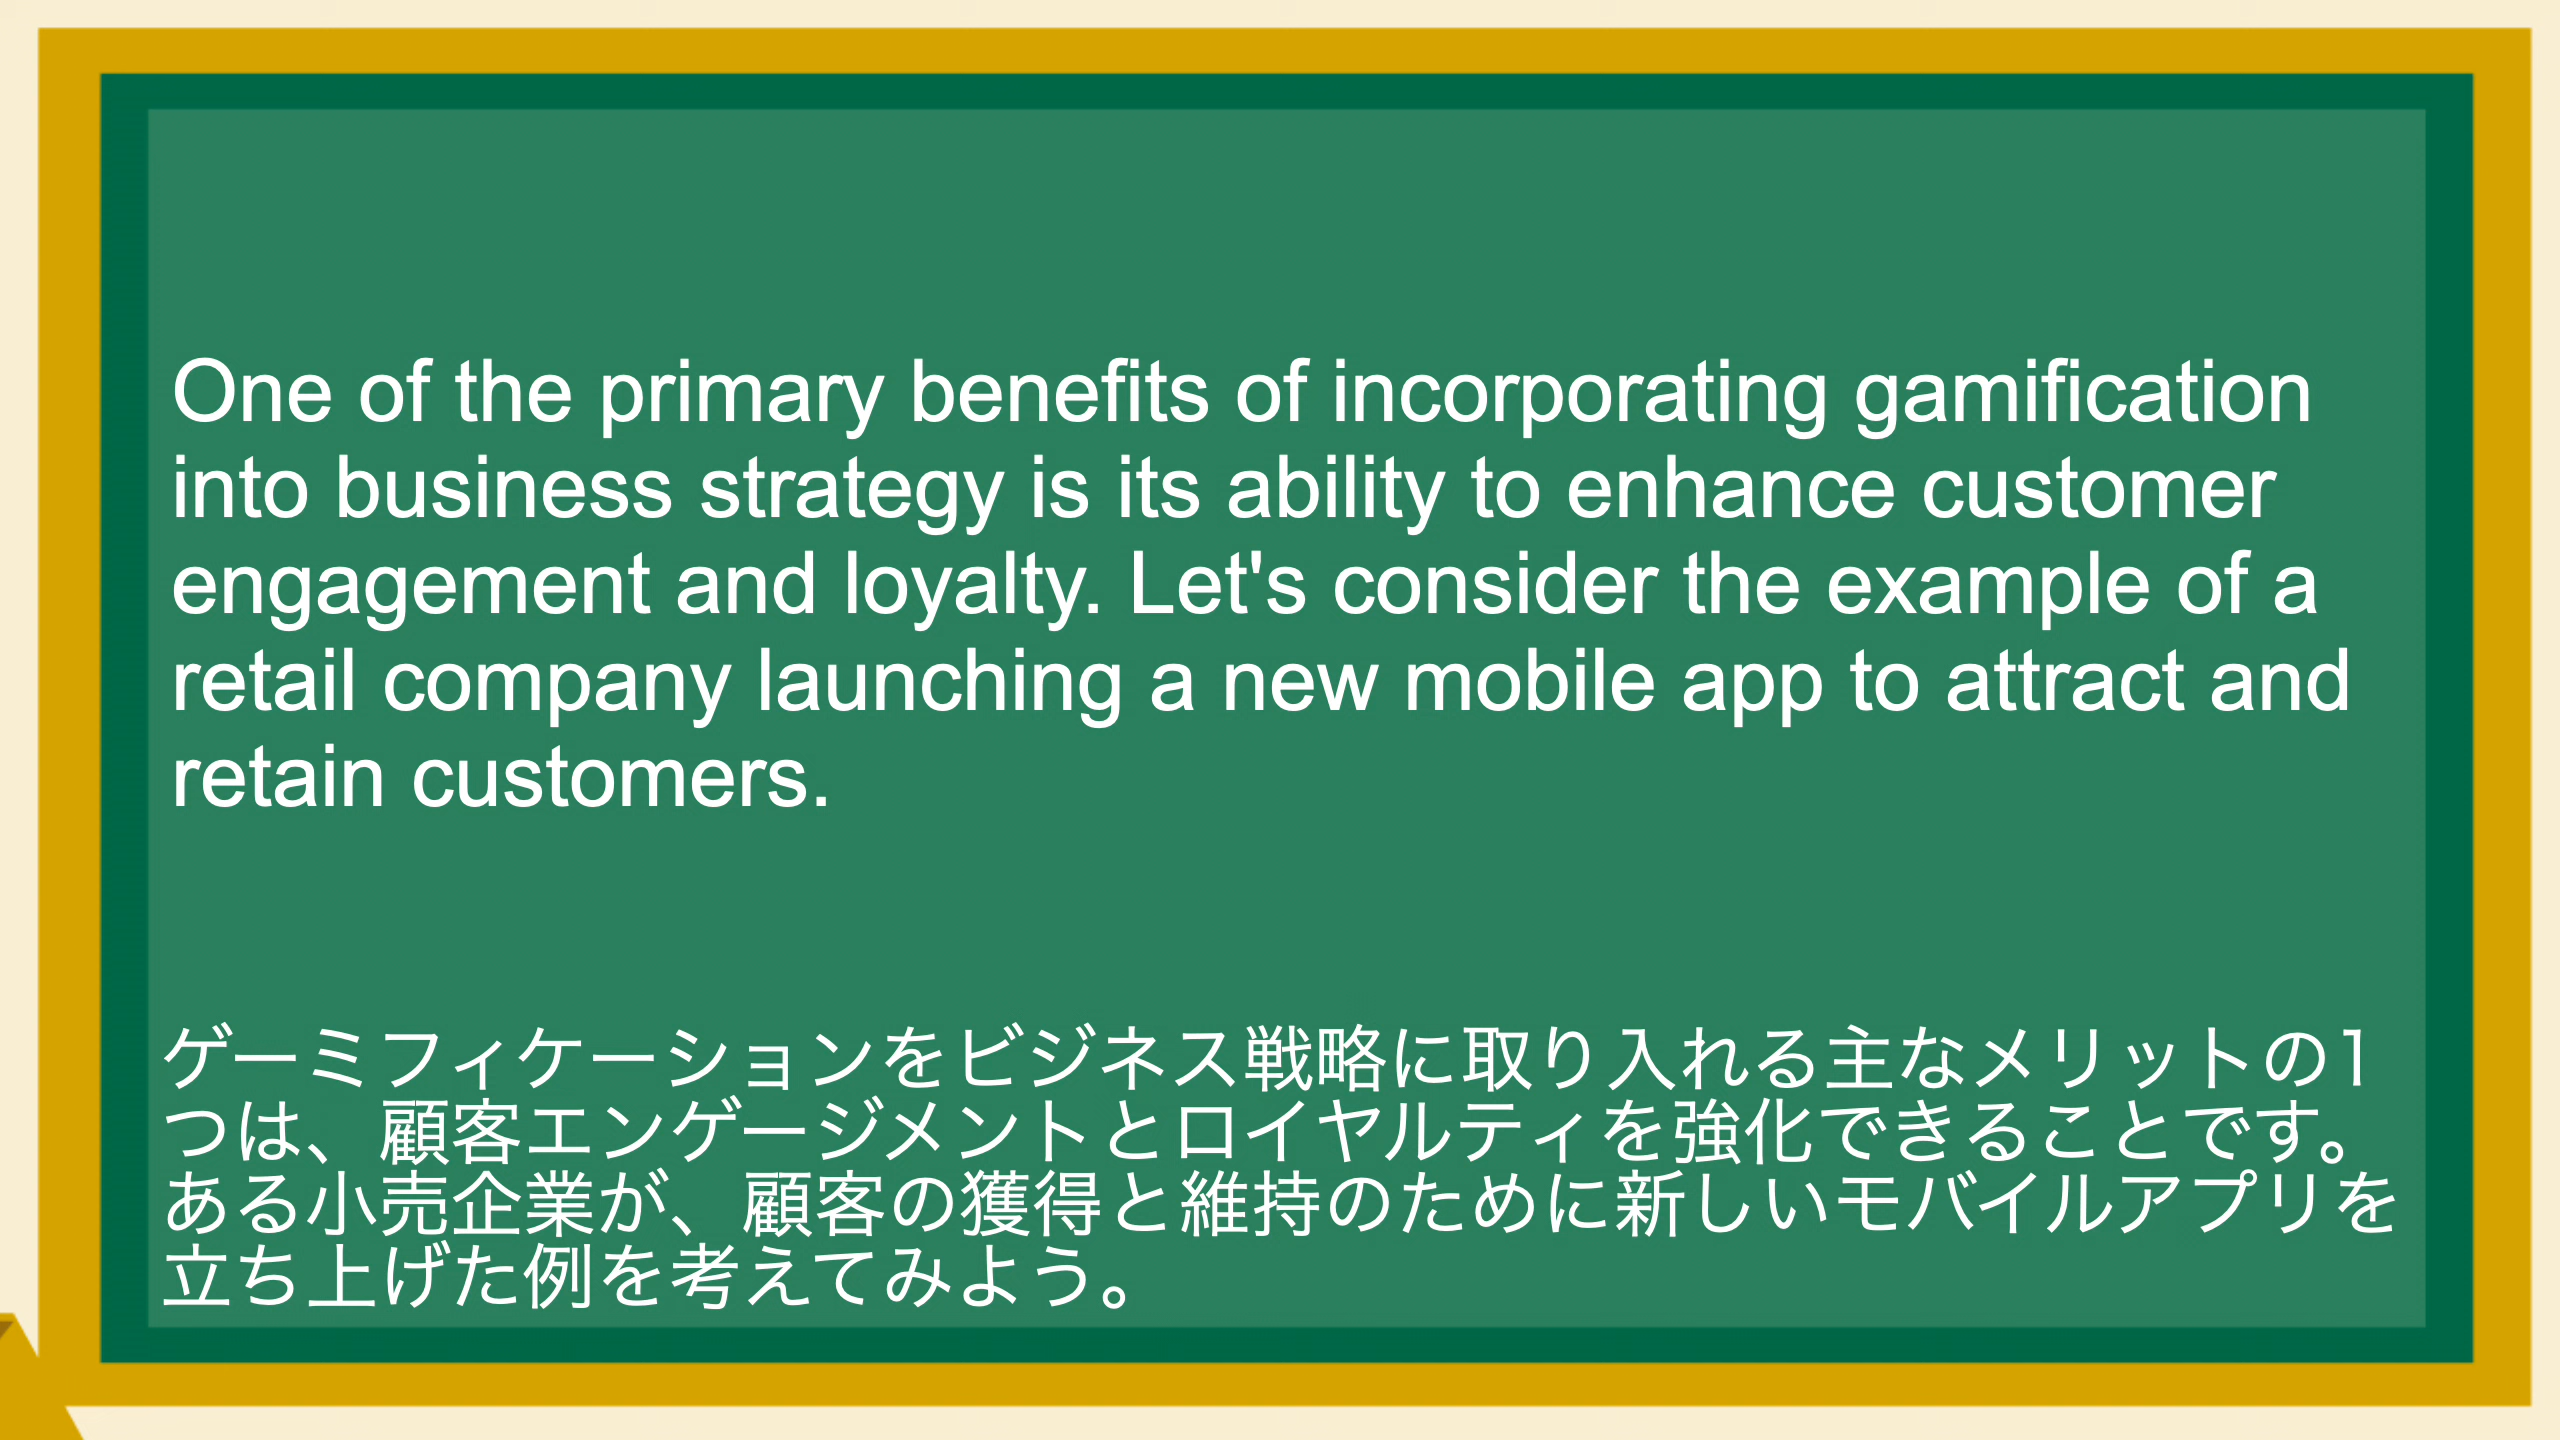 One of the primary benefits of incorporating gamification
into business strategy is its ability to enhance customer
engagement and loyalty. Let's consider the example of a
retail company launching a new mobile app to attract and
retain customers.
ゲーミフィケーションをビジネス戦略に取り入れる主なメリットの1
つは、顧客エンゲージメントとロイヤルティを強化できることです。
ある小売企業が、顧客の獲得と維持のために新しいモバイルアプリを
立ち上げた例を考えてみよう。